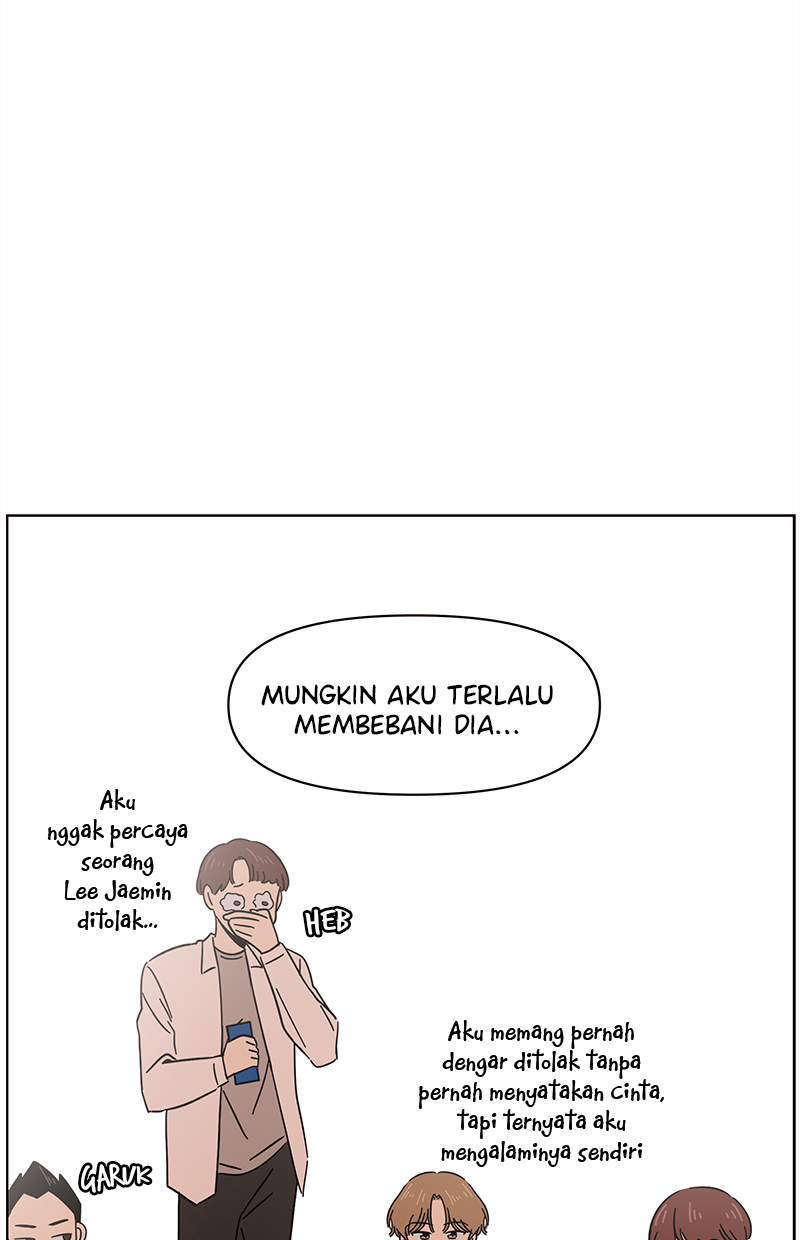 MUNGKIN AKU TERLALU
MEMBEBANI DIA...
Aku
nggak percaya
seorang
Lee Jaemin
ditolak...
HEB
Aku memang pernah
dengar ditolak tanpa
pernah menyatakan cinta,
tapi ternyata aku
mengalaminya sendiri
GARUK